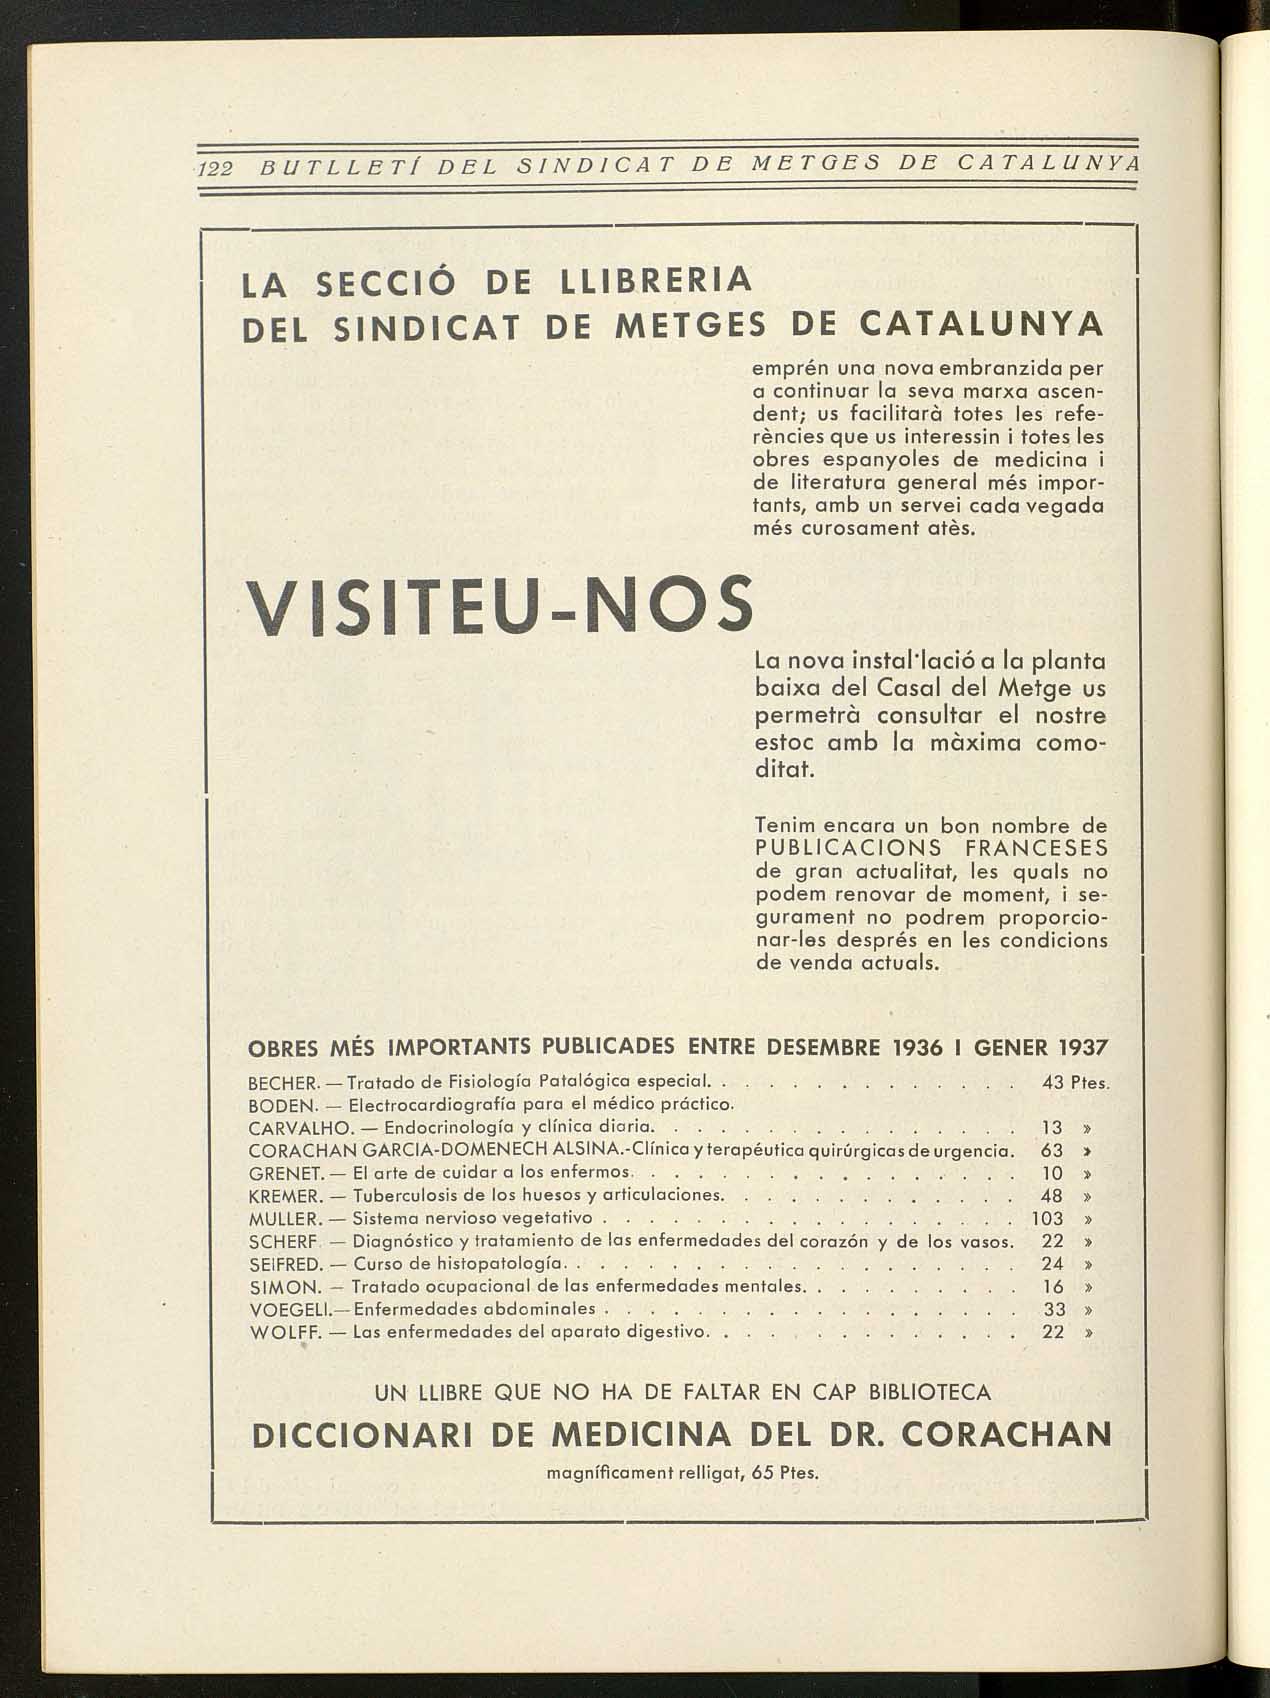 122 BUTLLETÍ DEL SINDICAT DE METGES DE CATALUNYA
LA SECCIÓ DE LLIBRERIA
DEL SINDICAT DE METGES DE CATALUNYA
emprén una nova embranzida per
a continuar la seva marxa ascen-
dent; us facilitarà totes les refe-
rències que us interessin i totes les
obres espanyoles de medicina i
de literatura general més impor-
tants, amb un servei cada vegada
més curosament atès.
VISITEU-NOS
La nova instal·lació a la planta
baixa del Casal del Metge us
permetrà consultar el nostre
estoc amb la màxima como-
ditat.
Tenim encara un bon nombre de
PUBLICACIONS FRANCESES
de gran actualitat, les quals no
podem renovar de moment, i se-
gurament no podrem proporcio-
nar-les després en les condicions
de venda actuals.
OBRES MÉS IMPORTANTS PUBLICADES ENTRE DESEMBRE 1936 I GENER 1937
BECHER. — Tratado de Fisiología Patalógica especial. . . . . . . . . . . . . . 43 Ptes.
BODEN. — Electrocardiografía para el médico práctico.
CARVALHO. — Endocrinología y clínica diaria. . . . . . . . . . . . . . . . . 13 »
CORACHAN GARCIA-DOMENECH ALSINA.-Clínica y terapéutica quirúrgicas de urgencia. 63 »
GRENET. — El arte de cuidar a los enfermos. . . . . . . . . . . . . . . . . . 10 »
KREMER. — Tuberculosis de los huesos y articulaciones. . . . . . . . . . . . . . 48 »
MULLER. — Sistema nervioso vegetativo . . . . . . . . . . . . . . . . . . . 103 »
SCHERF. — Diagnóstico y tratamiento de las enfermedades del corazón y de los vasos. 22 »
SEIFRED. — Curso de histopatología. . . . . . . . . . . . . . . . . . . . . 24 »
SIMON. — Tratado ocupacional de las enfermedades mentales. . . . . . . . . . . 16 »
VOEGELI.— Enfermedades abdominales . . . . . . . . . . . . . . . . . . . 33 »
WOLFF. — Las enfermedades del aparato digestivo. . . . . . . . . . . . . . . 22 »
UN LLIBRE QUE NO HA DE FALTAR EN CAP BIBLIOTECA
DICCIONARI DE MEDICINA DEL DR. CORACHAN
magníficament relligat, 65 Ptes.